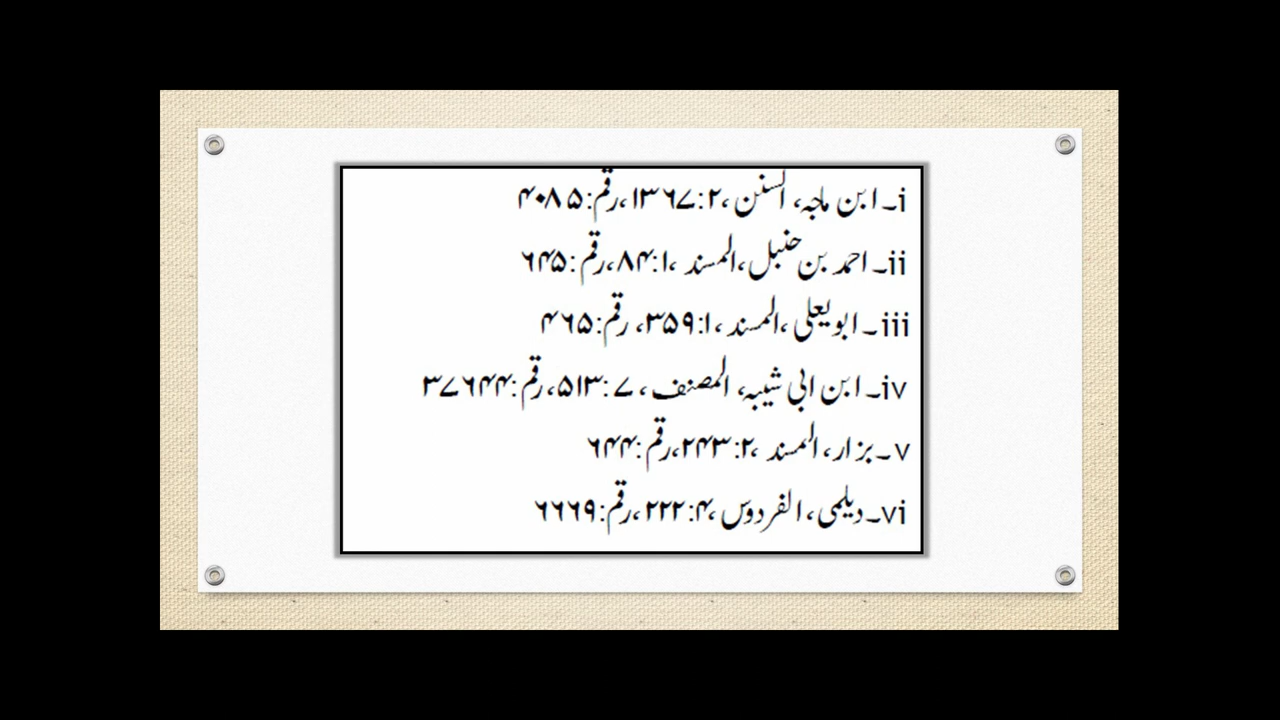 i۔ ابن ماجہ، السنن ،۲:۱۳۶۷،رقم:۴۰۸۵
ii۔ احمد بن حنبل،المسند ،۱:۸۴،رقم:۶۴۵
iii۔ ابویعلی ،المسند ،۱:۳۵۹، رقم:۴۶۵
iv۔ ابن ابی شیبہ، المصنف ، ۷ :۵۱۳،رقم:۳۷۶۴۴
v۔ بزار، المسند ،۲: ۲۴۳،رقم:۶۴۴
vi۔ دیلمی، الفردوس ،۴:۲۲۲،رقم:۶۶۶۹